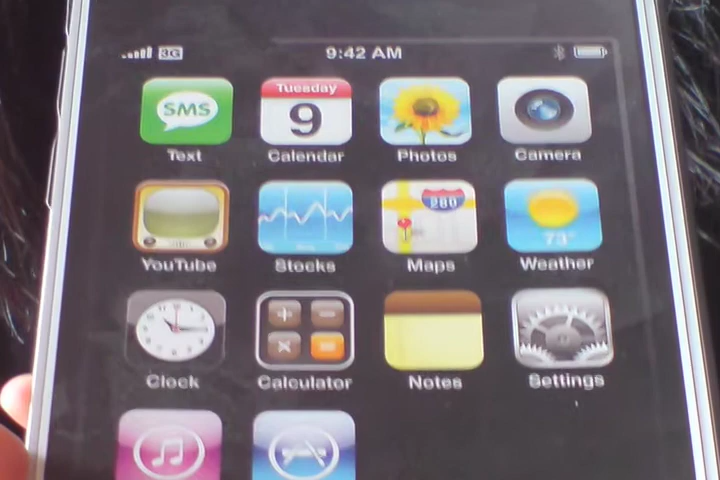 3G 9:42 AM
SMS Tuesday
9
Text Calendar Photos Camera
280
73°
YouTube Stocks Maps Weather
Clock Calculator Notes Settings